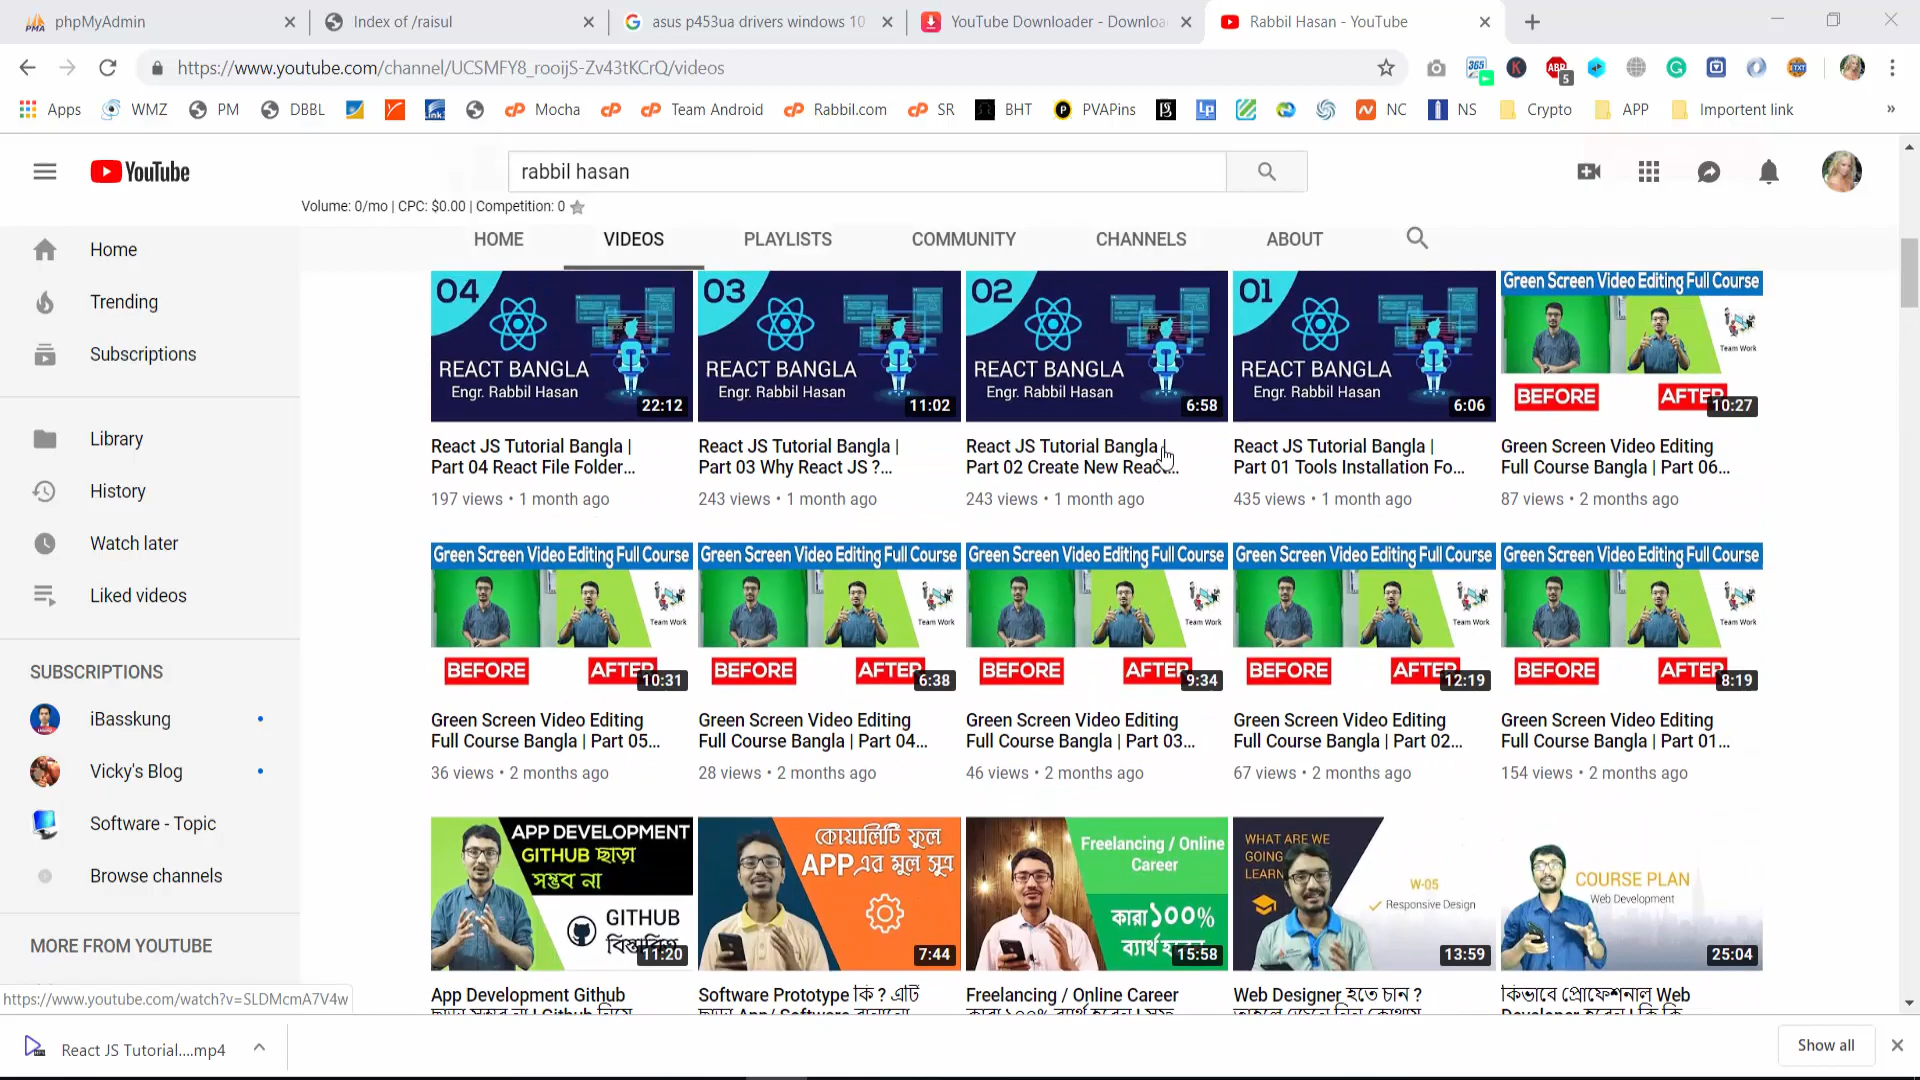 phpMyAdmin
Index of /raisul
asus p453ua drivers windows 10
YouTube Downloader - Downloa
Rabbil Hasan - YouTube
https://www.youtube.com/channel/UCSMFY8_rooijS-Zv43tKCrQ/videos
Apps WMZ PM DBBL Mocha Team Android Rabbil.com SR BHT PVAPins NC NS Crypto APP Importent link »
YouTube
rabbil hasan
Volume: 0/mo | CPC: $0.00 | Competition: 0
HOME VIDEOS PLAYLISTS COMMUNITY CHANNELS ABOUT
Home
Trending
Subscriptions
Library
History
Watch later
Liked videos
SUBSCRIPTIONS
iBasskung
Vicky's Blog
Software - Topic
Browse channels
MORE FROM YOUTUBE
04
REACT BANGLA
Engr. Rabbil Hasan
22:12
React JS Tutorial Bangla |
Part 04 React File Folder...
197 views • 1 month ago
03
REACT BANGLA
Engr. Rabbil Hasan
11:02
React JS Tutorial Bangla |
Part 03 Why React JS ?...
243 views • 1 month ago
02
REACT BANGLA
Engr. Rabbil Hasan
6:58
React JS Tutorial Bangla |
Part 02 Create New Reac...
243 views • 1 month ago
01
REACT BANGLA
Engr. Rabbil Hasan
6:06
React JS Tutorial Bangla |
Part 01 Tools Installation Fo...
435 views • 1 month ago
Green Screen Video Editing Full Course
Team Work
BEFORE AFTER
10:27
Green Screen Video Editing
Full Course Bangla | Part 06...
87 views • 2 months ago
Green Screen Video Editing Full Course
Team Work
BEFORE AFTER
10:31
Green Screen Video Editing
Full Course Bangla | Part 05...
36 views • 2 months ago
Green Screen Video Editing Full Course
Team Work
BEFORE AFTER
6:38
Green Screen Video Editing
Full Course Bangla | Part 04...
28 views • 2 months ago
Green Screen Video Editing Full Course
Team Work
BEFORE AFTER
9:34
Green Screen Video Editing
Full Course Bangla | Part 03...
46 views • 2 months ago
Green Screen Video Editing Full Course
Team Work
BEFORE AFTER
12:19
Green Screen Video Editing
Full Course Bangla | Part 02...
67 views • 2 months ago
Green Screen Video Editing Full Course
Team Work
BEFORE AFTER
8:19
Green Screen Video Editing
Full Course Bangla | Part 01...
154 views • 2 months ago
APP DEVELOPMENT
GITHUB ছাড়া
সম্ভব না
GITHUB
বিস্তারিত
11:20
App Development Github
কোয়ালিটি ফুল
APP এর মুল সুত্র
7:44
Software Prototype কি ? এটি
Freelancing / Online
Career
কারা ১০০%
ব্যার্থ
15:58
Freelancing / Online Career
WHAT ARE WE
GOING
LEARN
W-05
Responsive Design
13:59
Web Designer হতে চান ?
COURSE PLAN
Web Development
25:04
কিভাবে প্রোফেশনাল Web
https://www.youtube.com/watch?v=SLDMcmA7V4w
React JS Tutorial....mp4
Show all